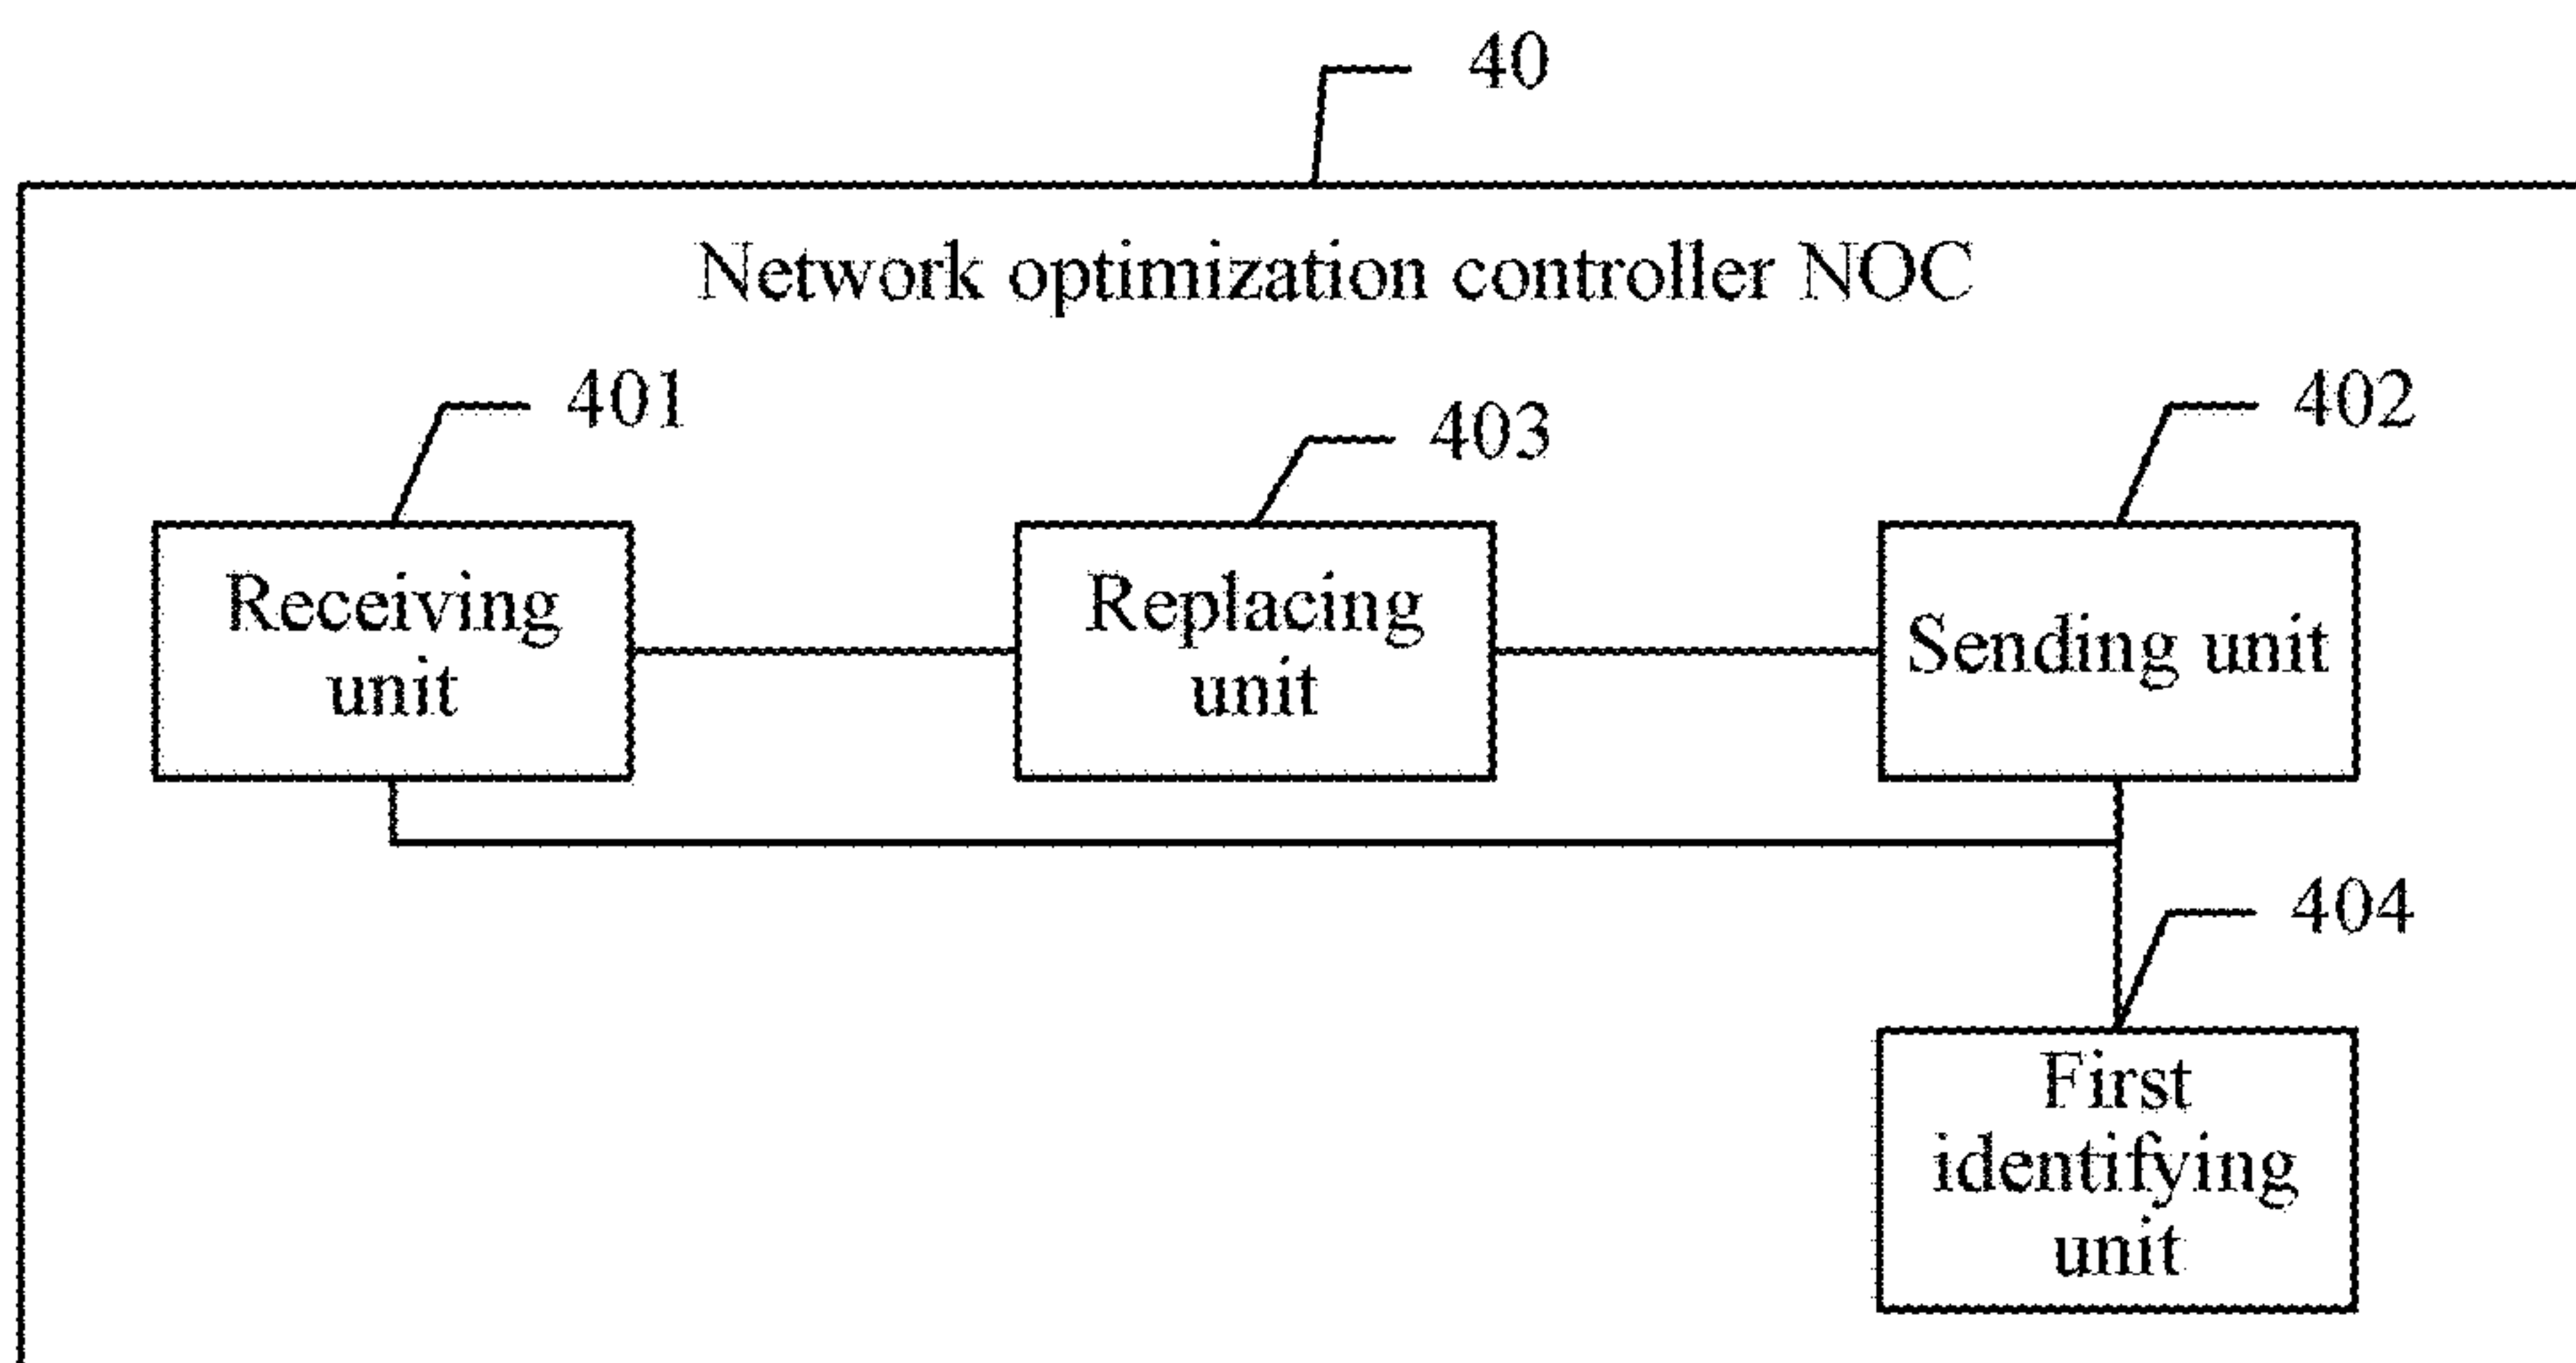 40
Network optimization controller NOC
401
403
402
Receiving
unit
Replacing
unit
Sending unit
404
First
identifying
unit